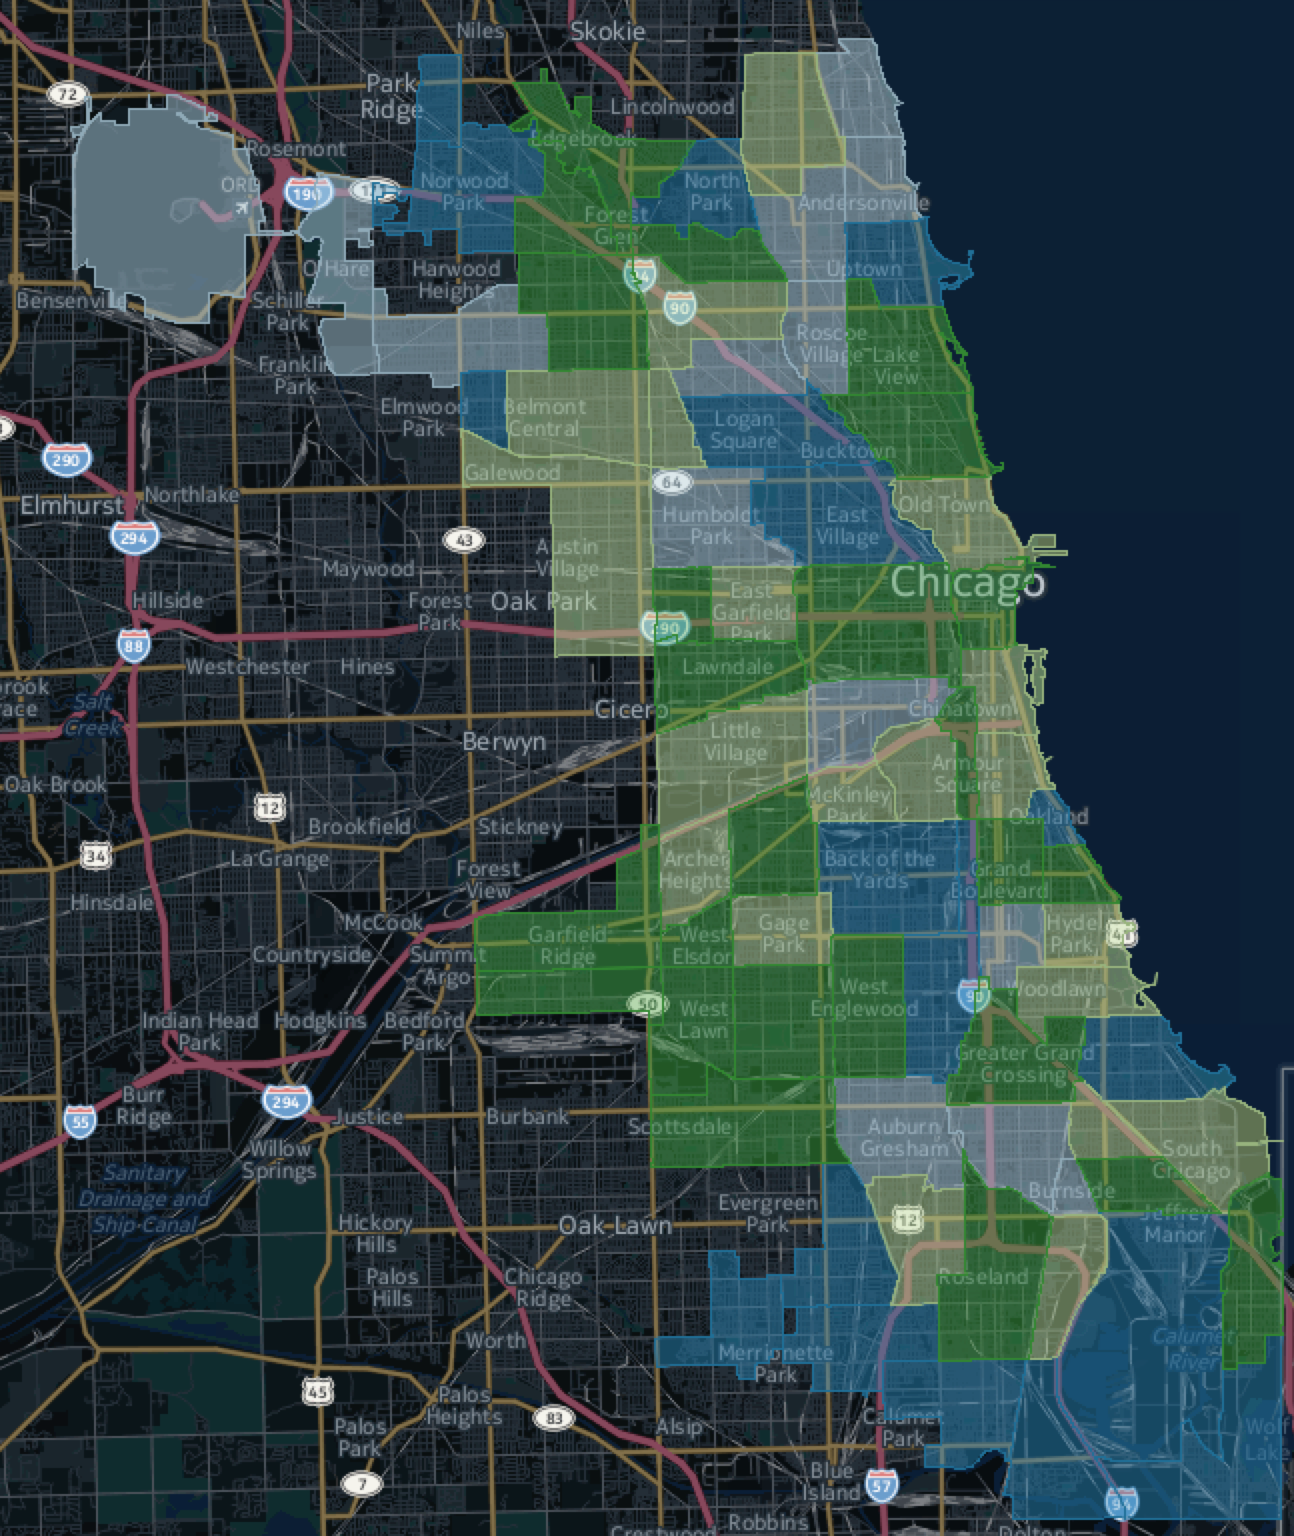 Niles
Skokie
72
Park
Ridge
Lincolnwood
Edgebrook
Rosemont
ORD
190
Norwood
Park
North
Park
Andersonville
Forest
Glen
O'Hare
Harwood
Heights
94
Uptown
Bensenville
Schiller
Park
90
Roscoe
Village
Lake
View
Franklin
Park
Elmwood
Park
Belmont
Central
Logan
Square
Bucktown
290
Galewood
64
Elmhurst
Northlake
Old Town
Humboldt
Park
East
Village
294
43
Austin
Village
Maywood
Chicago
Hillside
Forest
Park
Oak Park
East
Garfield
Park
290
88
Westchester
Hines
Lawndale
Salt
Creek
Cicero
Chinatown
Berwyn
Little
Village
Oak Brook
Armour
Square
McKinley
Park
12
Brookfield
Stickney
Oakland
34
La Grange
Forest
View
Archer
Heights
Back of the
Yards
Grand
Boulevard
Hinsdale
McCook
Garfield
Ridge
West
Elsdon
Gage
Park
Hyde
Park
41
Countryside
Summit
Argo
50
West
Lawn
West
Englewood
90
Woodlawn
Indian Head
Park
Hodgkins
Bedford
Park
Greater Grand
Crossing
Burr
Ridge
294
55
Justice
Burbank
Scottsdale
Auburn
Gresham
South
Chicago
Willow
Springs
Sanitary
Drainage and
Ship Canal
Burnside
Evergreen
Park
12
Jeffrey
Manor
Hickory
Hills
Oak Lawn
Palos
Hills
Chicago
Ridge
Roseland
Worth
Merrionette
Park
Calumet
River
45
Palos
Heights
83
Palos
Park
Alsip
Calumet
Park
Wolf
Lake
7
Blue
Island
57
94
Robbins
Crestwood
Dolton